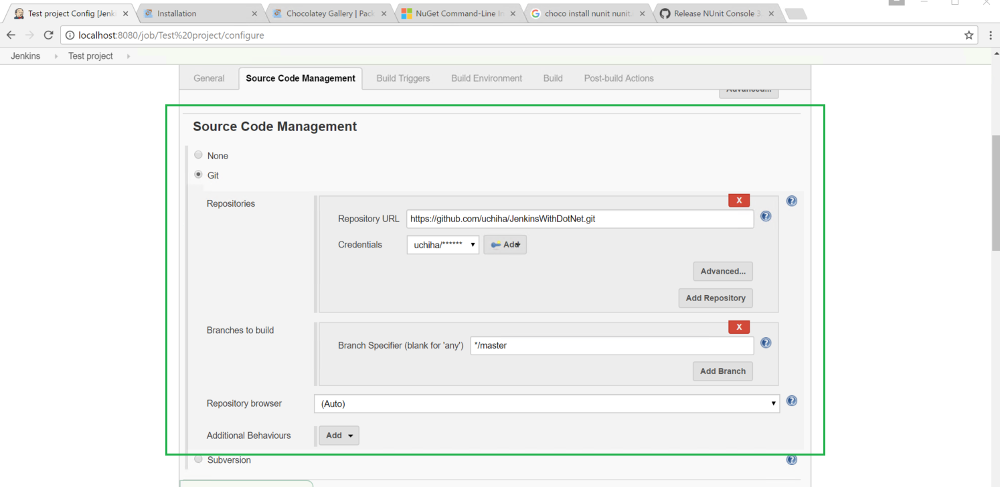 Test project Config [Jenki
Installation
Chocolatey Gallery | Pack
NuGet Command-Line In
choco install nunit nunit.
Release NUnit Console 3.
localhost:8080/job/Test%20project/configure
Jenkins
Test project
General
Source Code Management
Build Triggers
Build Environment
Build
Post-build Actions
Advanced...
Source Code Management
None
Git
Repositories
X
Repository URL
https://github.com/uchiha/JenkinsWithDotNet.git
Credentials
uchiha/******
Add
Advanced...
Add Repository
Branches to build
X
Branch Specifier (blank for 'any')
*/master
Add Branch
Repository browser
(Auto)
Additional Behaviours
Add
Subversion